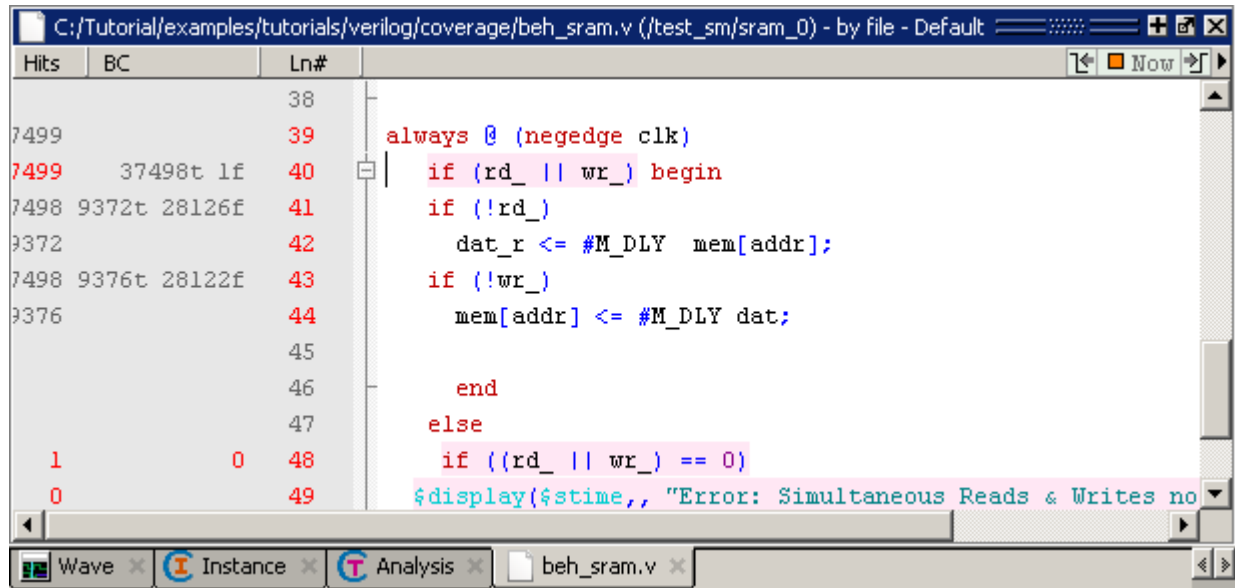 C:/Tutorial/examples/tutorials/verilog/coverage/beh_sram.v (/test_sm/sram_0) - by file - Default
Hits BC Ln# Now
38
7499 39 always @ (negedge clk)
7499 37498t 1f 40 if (rd_ || wr_) begin
7498 9372t 28126f 41 if (!rd_)
9372 42 dat_r <= #M_DLY mem[addr];
7498 9376t 28122f 43 if (!wr_)
9376 44 mem[addr] <= #M_DLY dat;
45
46 end
47 else
1 0 48 if ((rd_ || wr_) == 0)
0 49 $display($stime,, "Error: Simultaneous Reads & Writes no
Wave Instance Analysis beh_sram.v